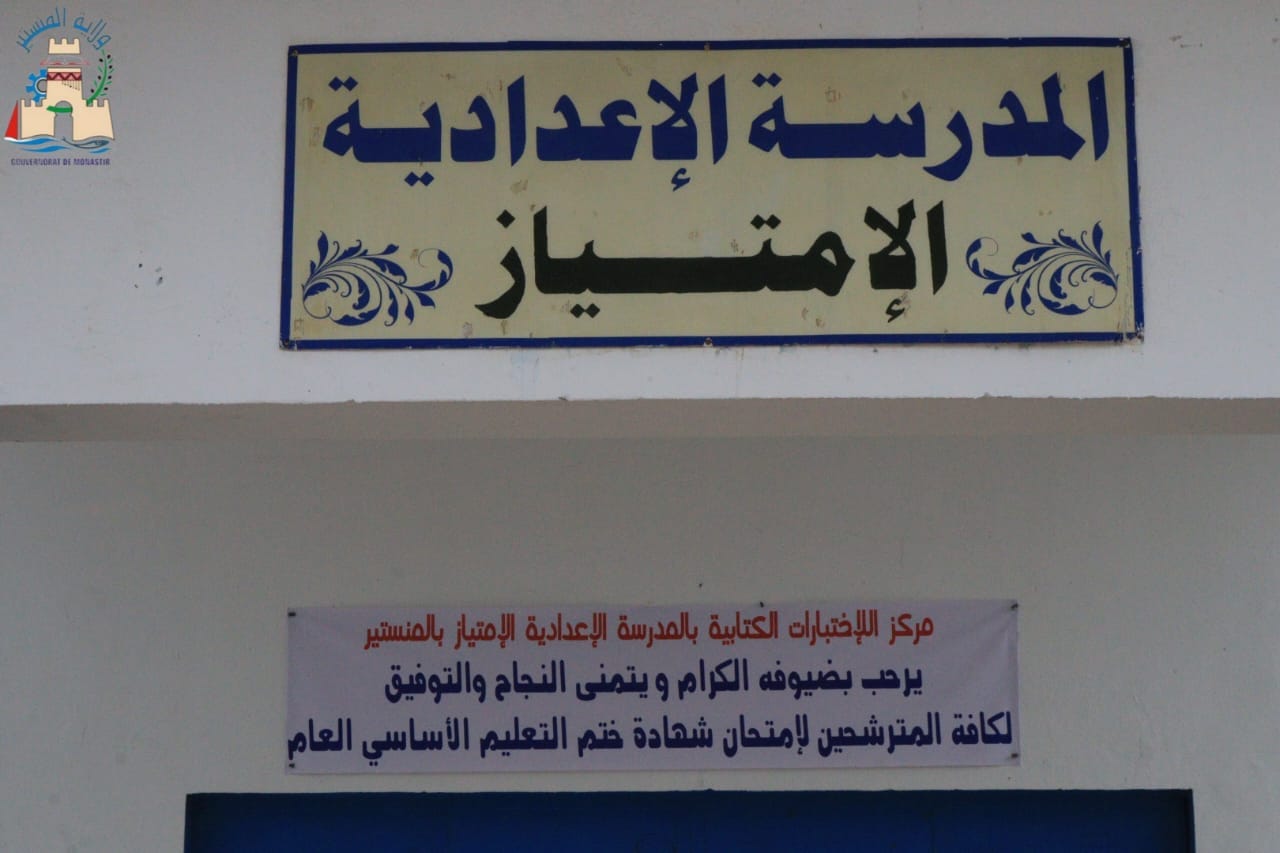 ولاية المنستير
GOUVERNORAT DE MONASTIR
المدرسة الإعدادية
الإمتياز
مركز اللإختبارات الكتابية بالمدرسة الإعدادية الإمتياز بالمنستير
يرحب بضيوفه الكرام و يتمنى النجاح والتوفيق
لكافة المترشحين لإمتحان شهادة ختم التعليم الأساسي العام